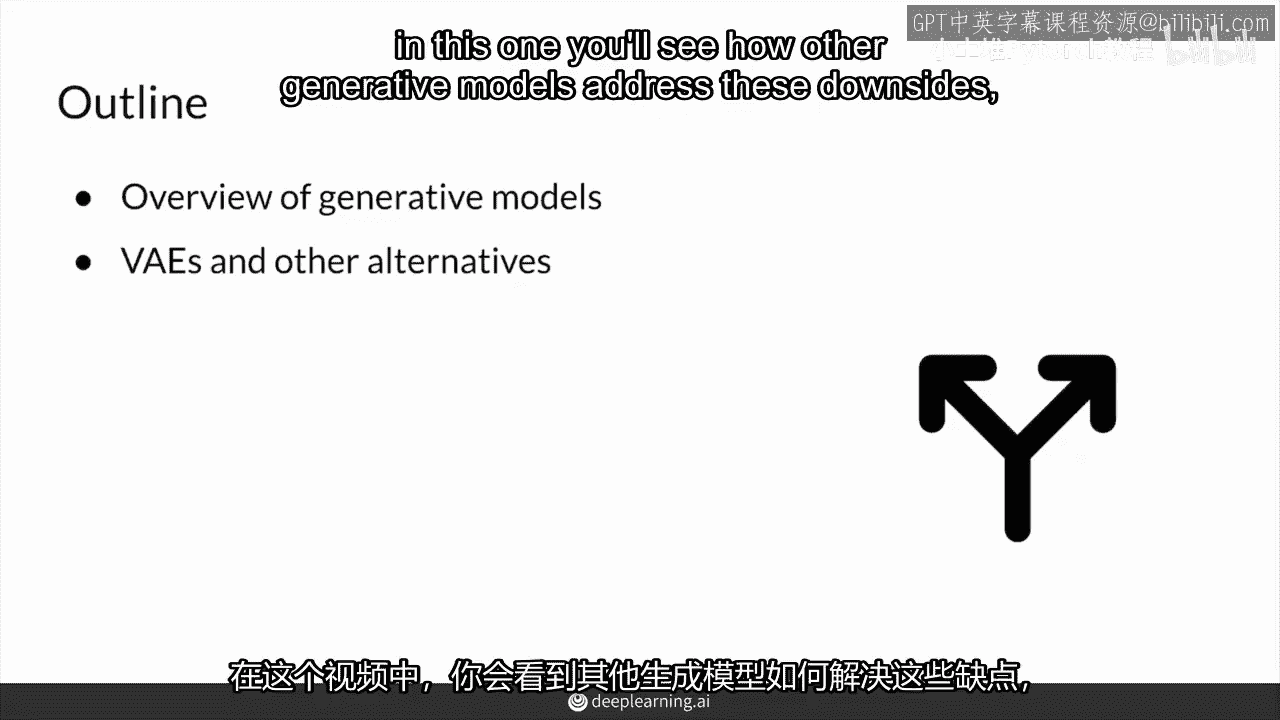 GPT中英字幕课程资源@bilibili.com
in this one you'll see how other
generative models address these downsides,
Outline
● Overview of generative models
● VAEs and other alternatives
在这个视频中，你会看到其他生成模型如何解决这些缺点，
deeplearning.ai